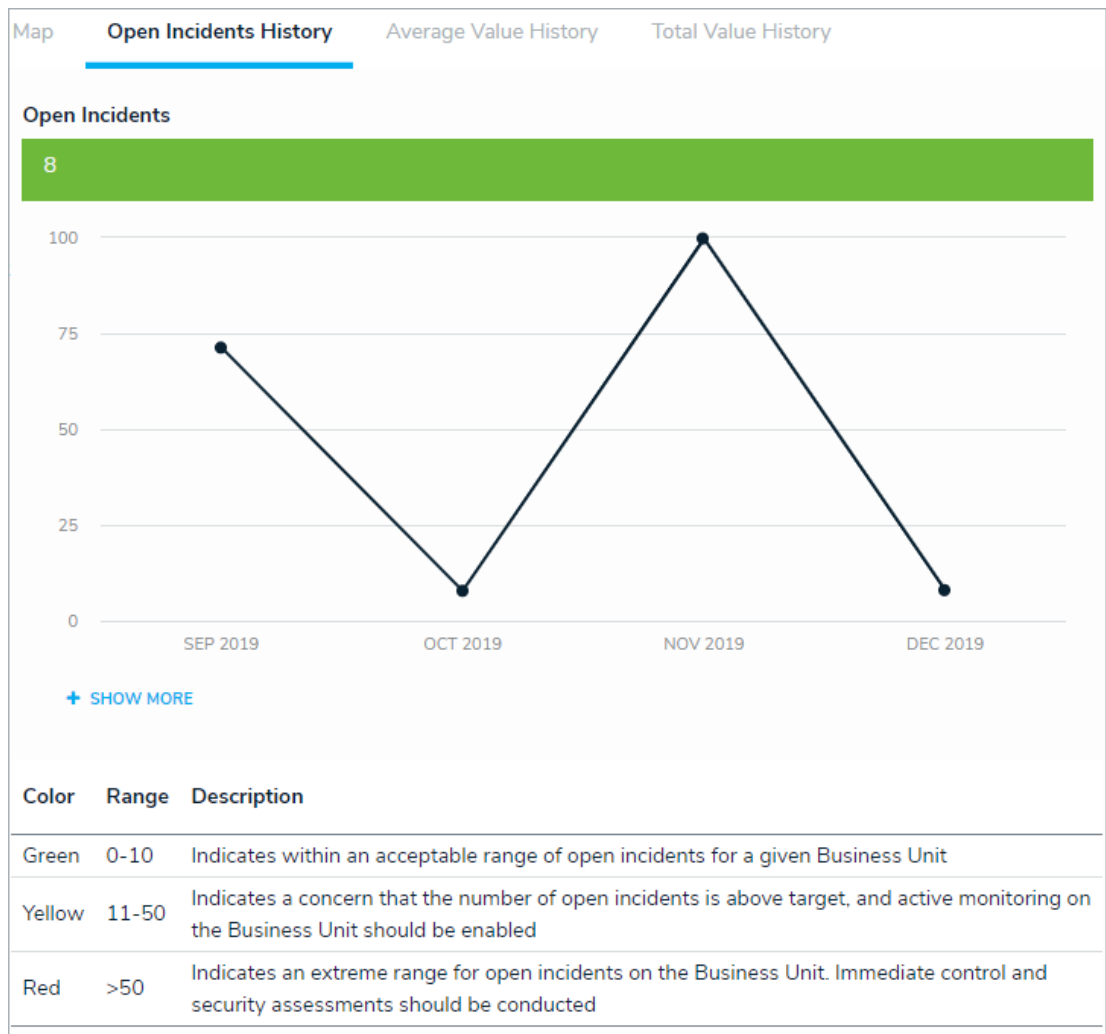 Map Open Incidents History Average Value History Total Value History
Open Incidents
8
100
75
50
25
0
SEP 2019 OCT 2019 NOV 2019 DEC 2019
+ SHOW MORE
Color Range Description
Green 0-10 Indicates within an acceptable range of open incidents for a given Business Unit
Yellow 11-50 Indicates a concern that the number of open incidents is above target, and active monitoring on
the Business Unit should be enabled
Red >50 Indicates an extreme range for open incidents on the Business Unit. Immediate control and
security assessments should be conducted